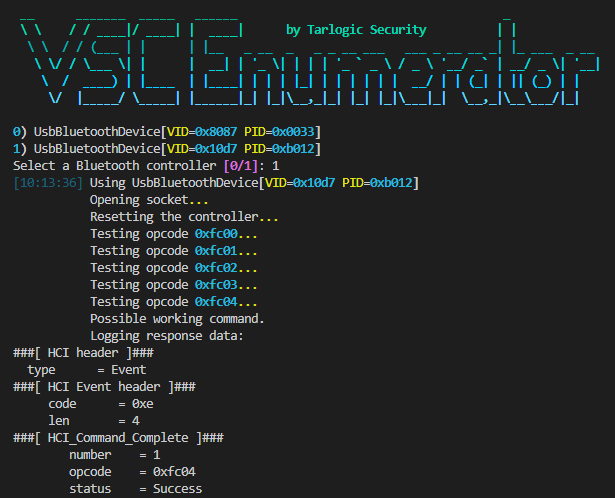 VSC Enumerator
by Tarlogic Security
0) UsbBluetoothDevice[VID=0x8087 PID=0x0033]
1) UsbBluetoothDevice[VID=0x10d7 PID=0xb012]
Select a Bluetooth controller [0/1]: 1
[10:13:36] Using UsbBluetoothDevice[VID=0x10d7 PID=0xb012]
Opening socket...
Resetting the controller...
Testing opcode 0xfc00...
Testing opcode 0xfc01...
Testing opcode 0xfc02...
Testing opcode 0xfc03...
Testing opcode 0xfc04...
Possible working command.
Logging response data:
###[ HCI header ]###
type = Event
###[ HCI Event header ]###
code = 0xe
len = 4
###[ HCI_Command_Complete ]###
number = 1
opcode = 0xfc04
status = Success